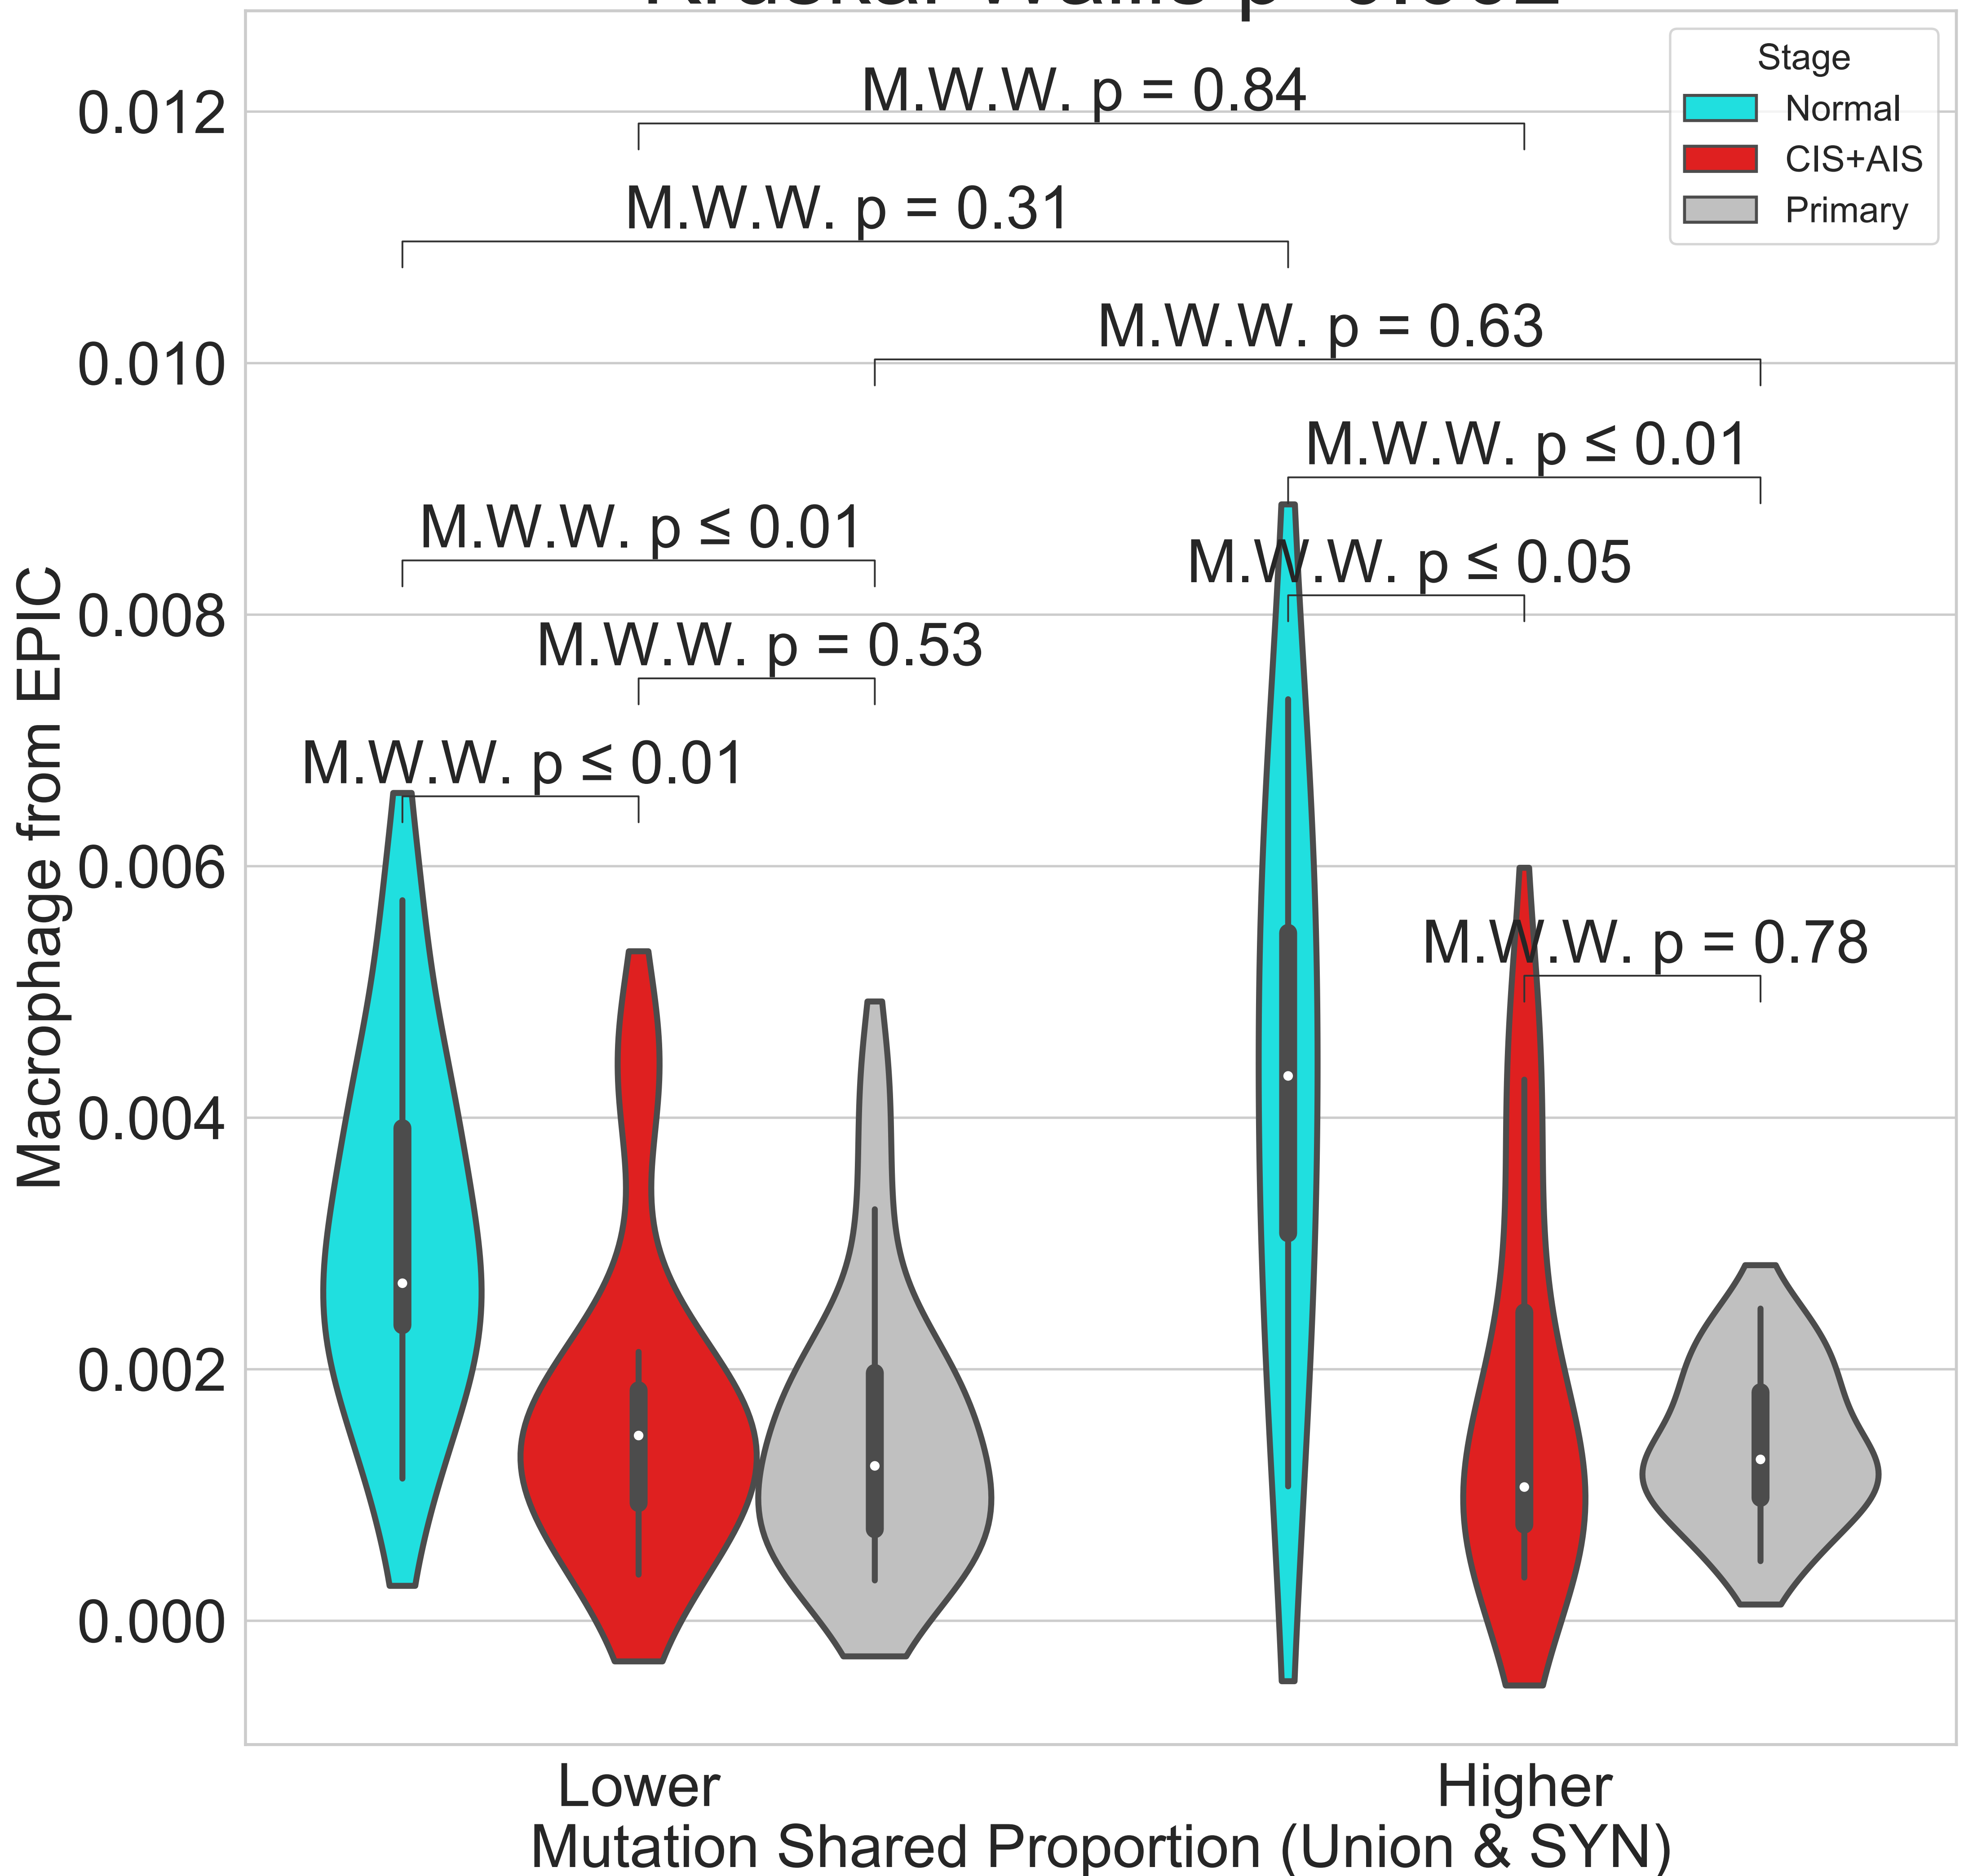 Stage
Normal
CIS+AIS
Primary
M.W.W. p = 0.84
M.W.W. p = 0.31
M.W.W. p = 0.63
M.W.W. p ≤ 0.01
M.W.W. p ≤ 0.01
M.W.W. p ≤ 0.05
M.W.W. p = 0.53
M.W.W. p ≤ 0.01
M.W.W. p = 0.78
0.012
0.010
0.008
0.006
0.004
0.002
0.000
Macrophage from EPIC
Lower
Higher
Mutation Shared Proportion (Union & SYN)